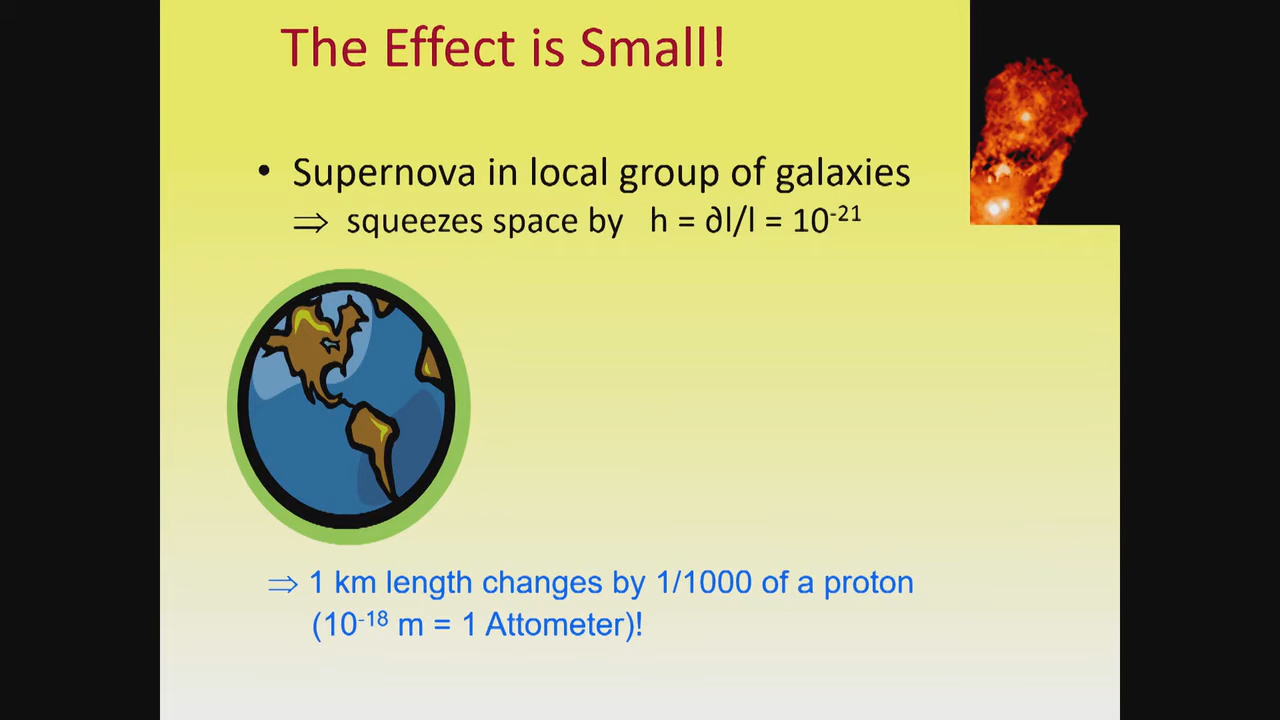 The Effect is Small!
• Supernova in local group of galaxies
⇒ squeezes space by h = ∂l/l = 10⁻²¹
⇒ 1 km length changes by 1/1000 of a proton
(10⁻¹⁸ m = 1 Attometer)!